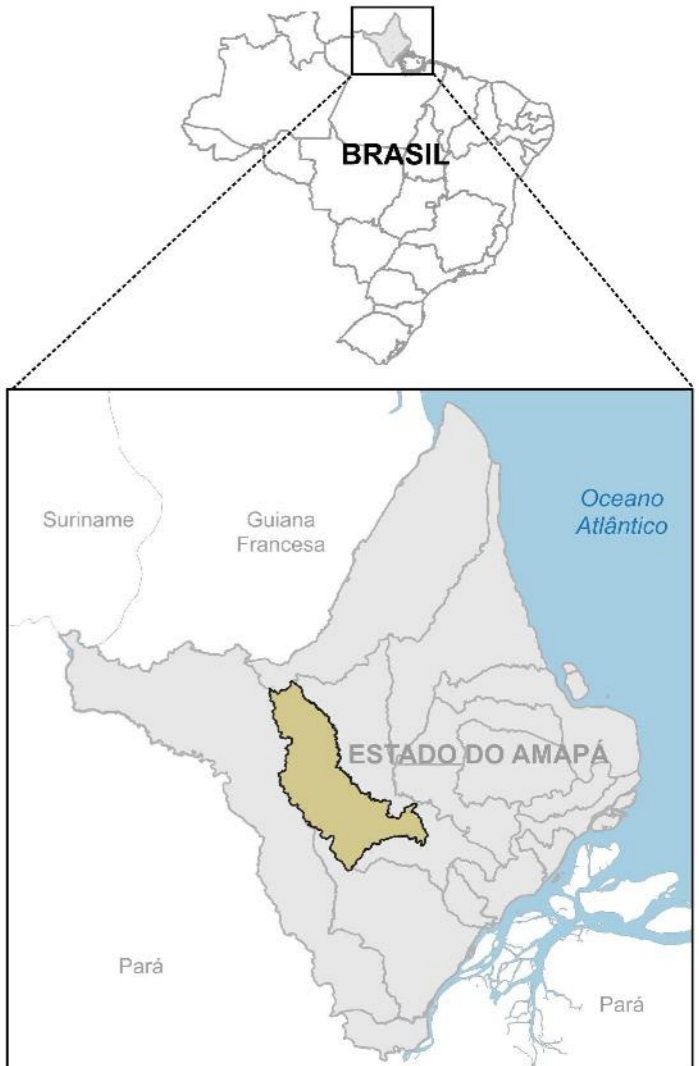 BRASIL
Oceano
Atlântico
Suriname
Guiana
Francesa
ESTADO DO AMAPÁ
Pará
Pará